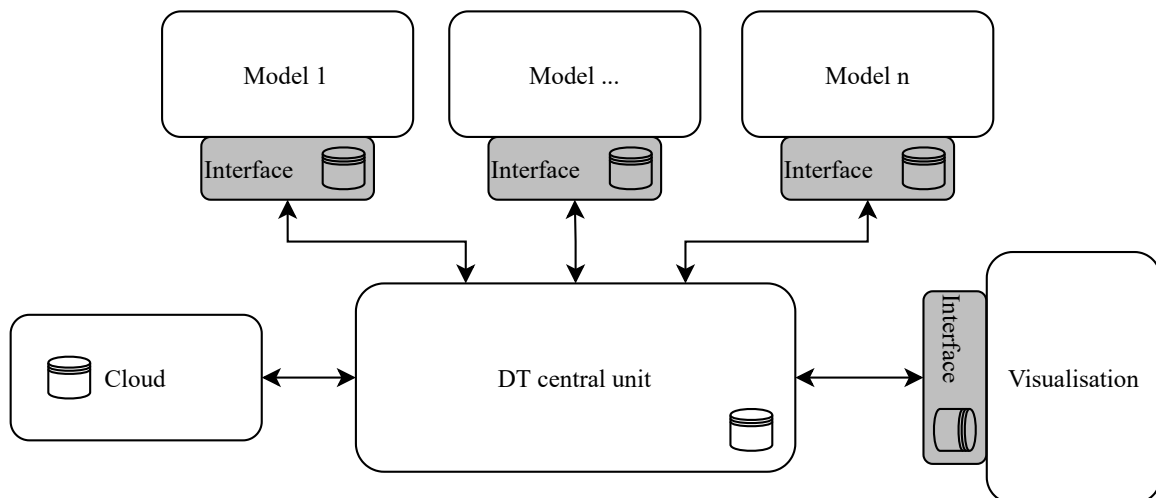 Model 1
Model ...
Model n
Interface
Interface
Interface
Cloud
DT central unit
Interface
Visualisation